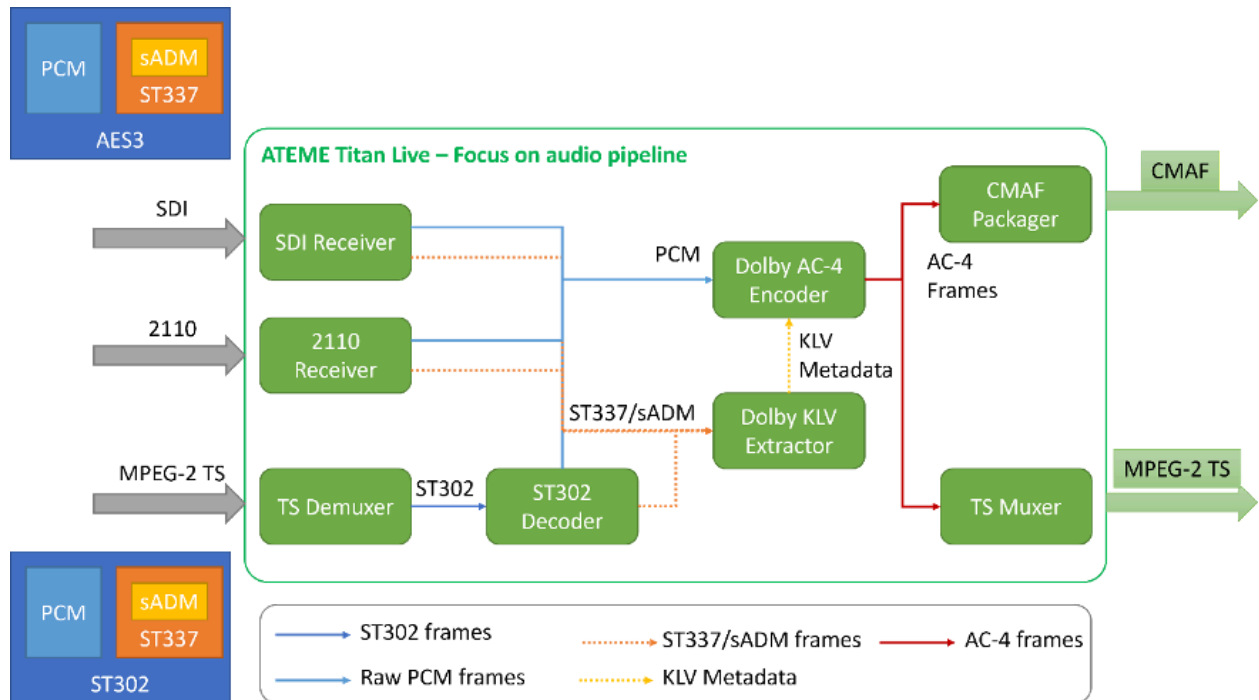 PCM
sADM
ST337
AES3
ATEME Titan Live – Focus on audio pipeline
SDI
SDI Receiver
2110
2110
Receiver
MPEG-2 TS
TS Demuxer
ST302
ST302
Decoder
PCM
Dolby AC-4
Encoder
KLV
Metadata
ST337/sADM
Dolby KLV
Extractor
CMAF
Packager
AC-4
Frames
TS Muxer
CMAF
MPEG-2 TS
PCM
sADM
ST337
ST302
ST302 frames
ST337/sADM frames
AC-4 frames
Raw PCM frames
KLV Metadata